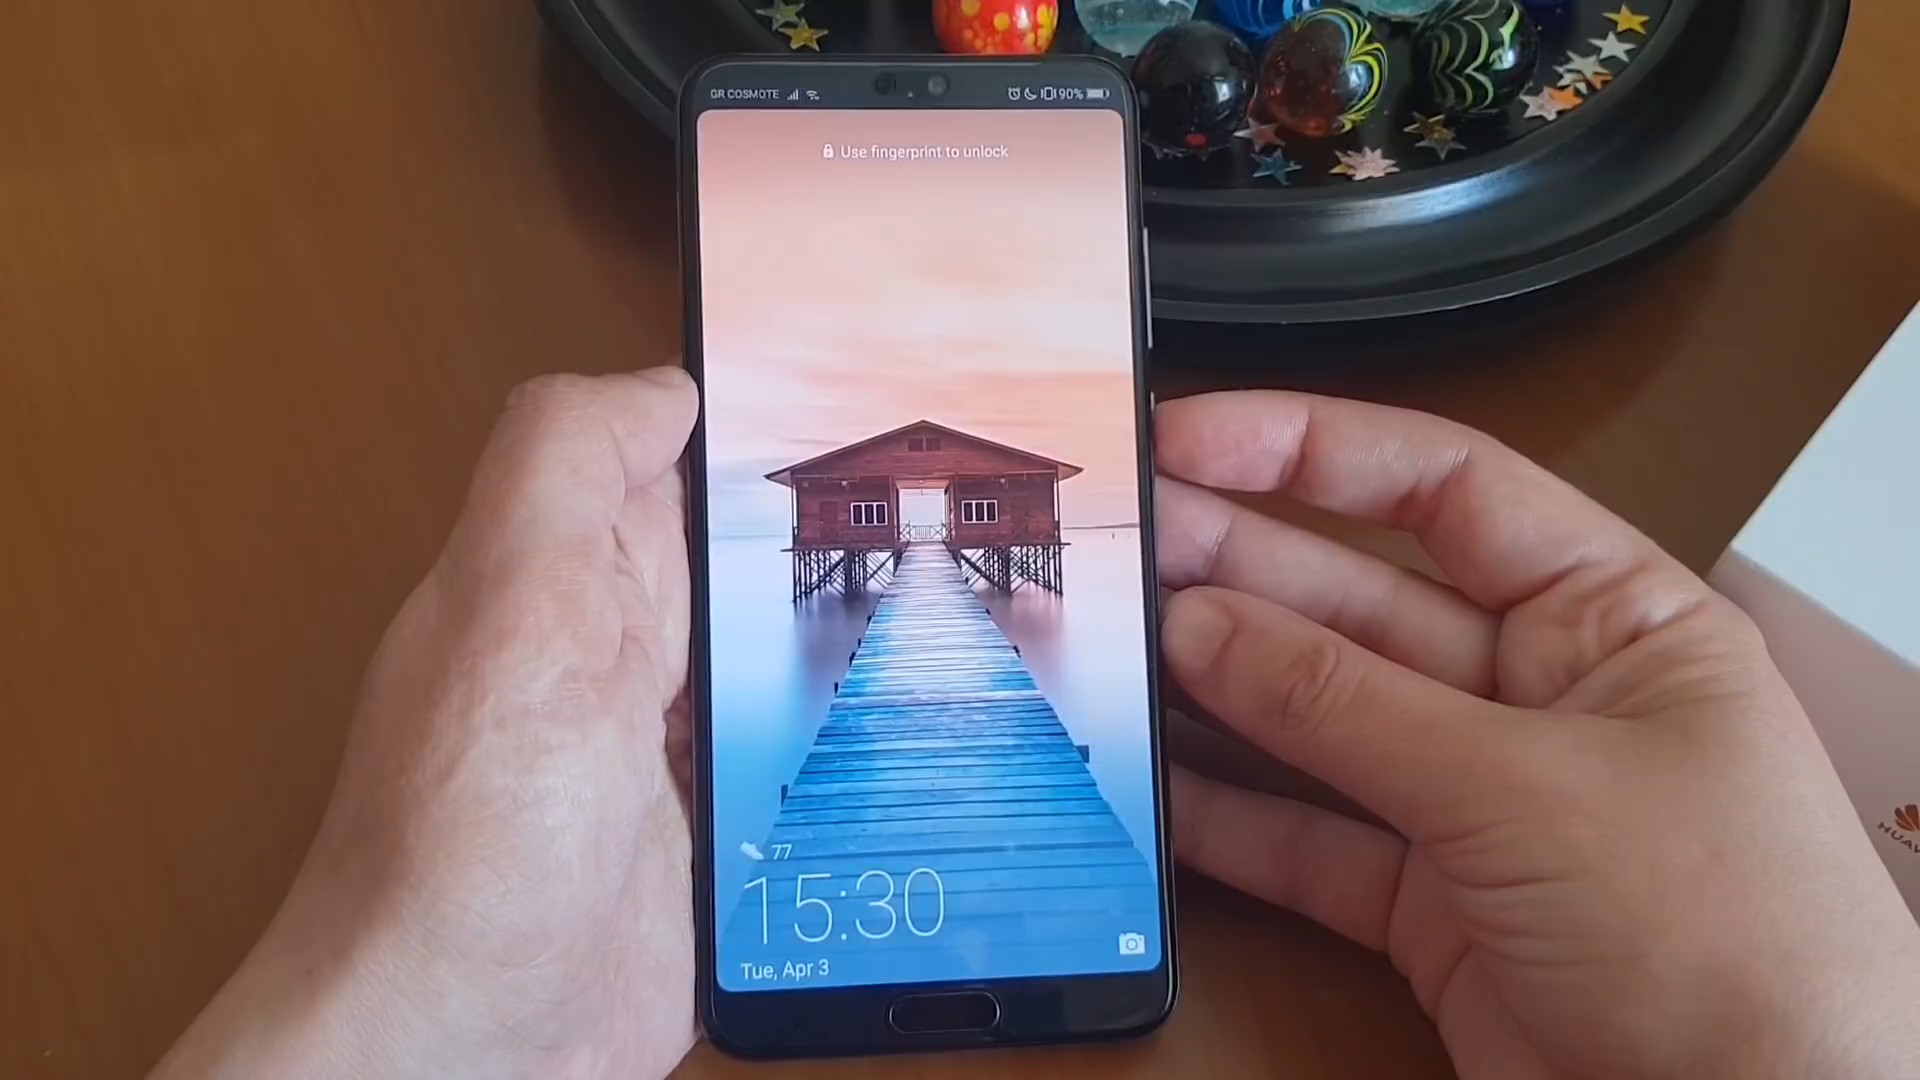 GR COSMOTE
90%
Use fingerprint to unlock
77
15:30
Tue, Apr 3